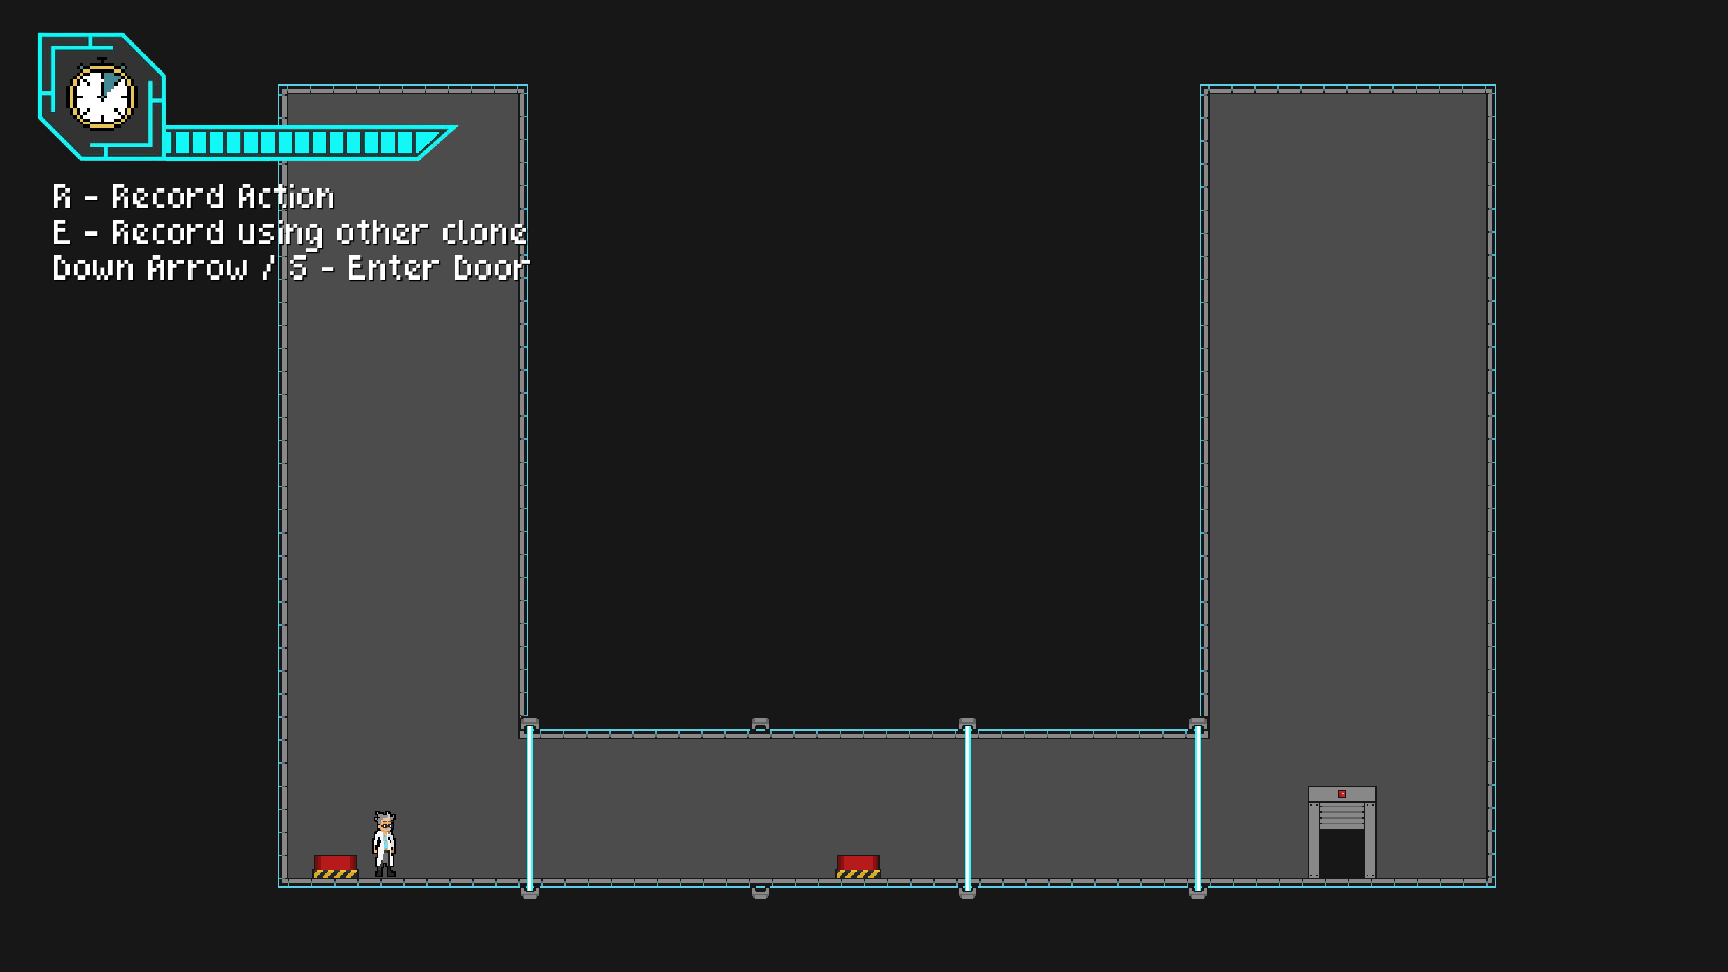 R - Record Action
E - Record using other clone
Down Arrow / S - Enter Door